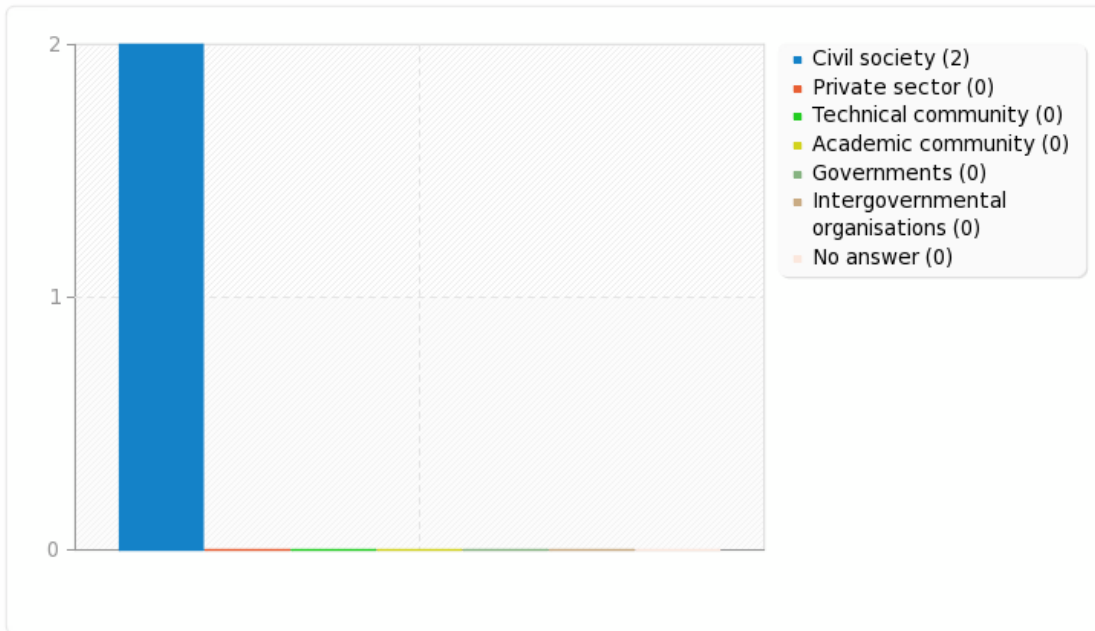 2
1
0
Civil society (2)
Private sector (0)
Technical community (0)
Academic community (0)
Governments (0)
Intergovernmental
organisations (0)
No answer (0)